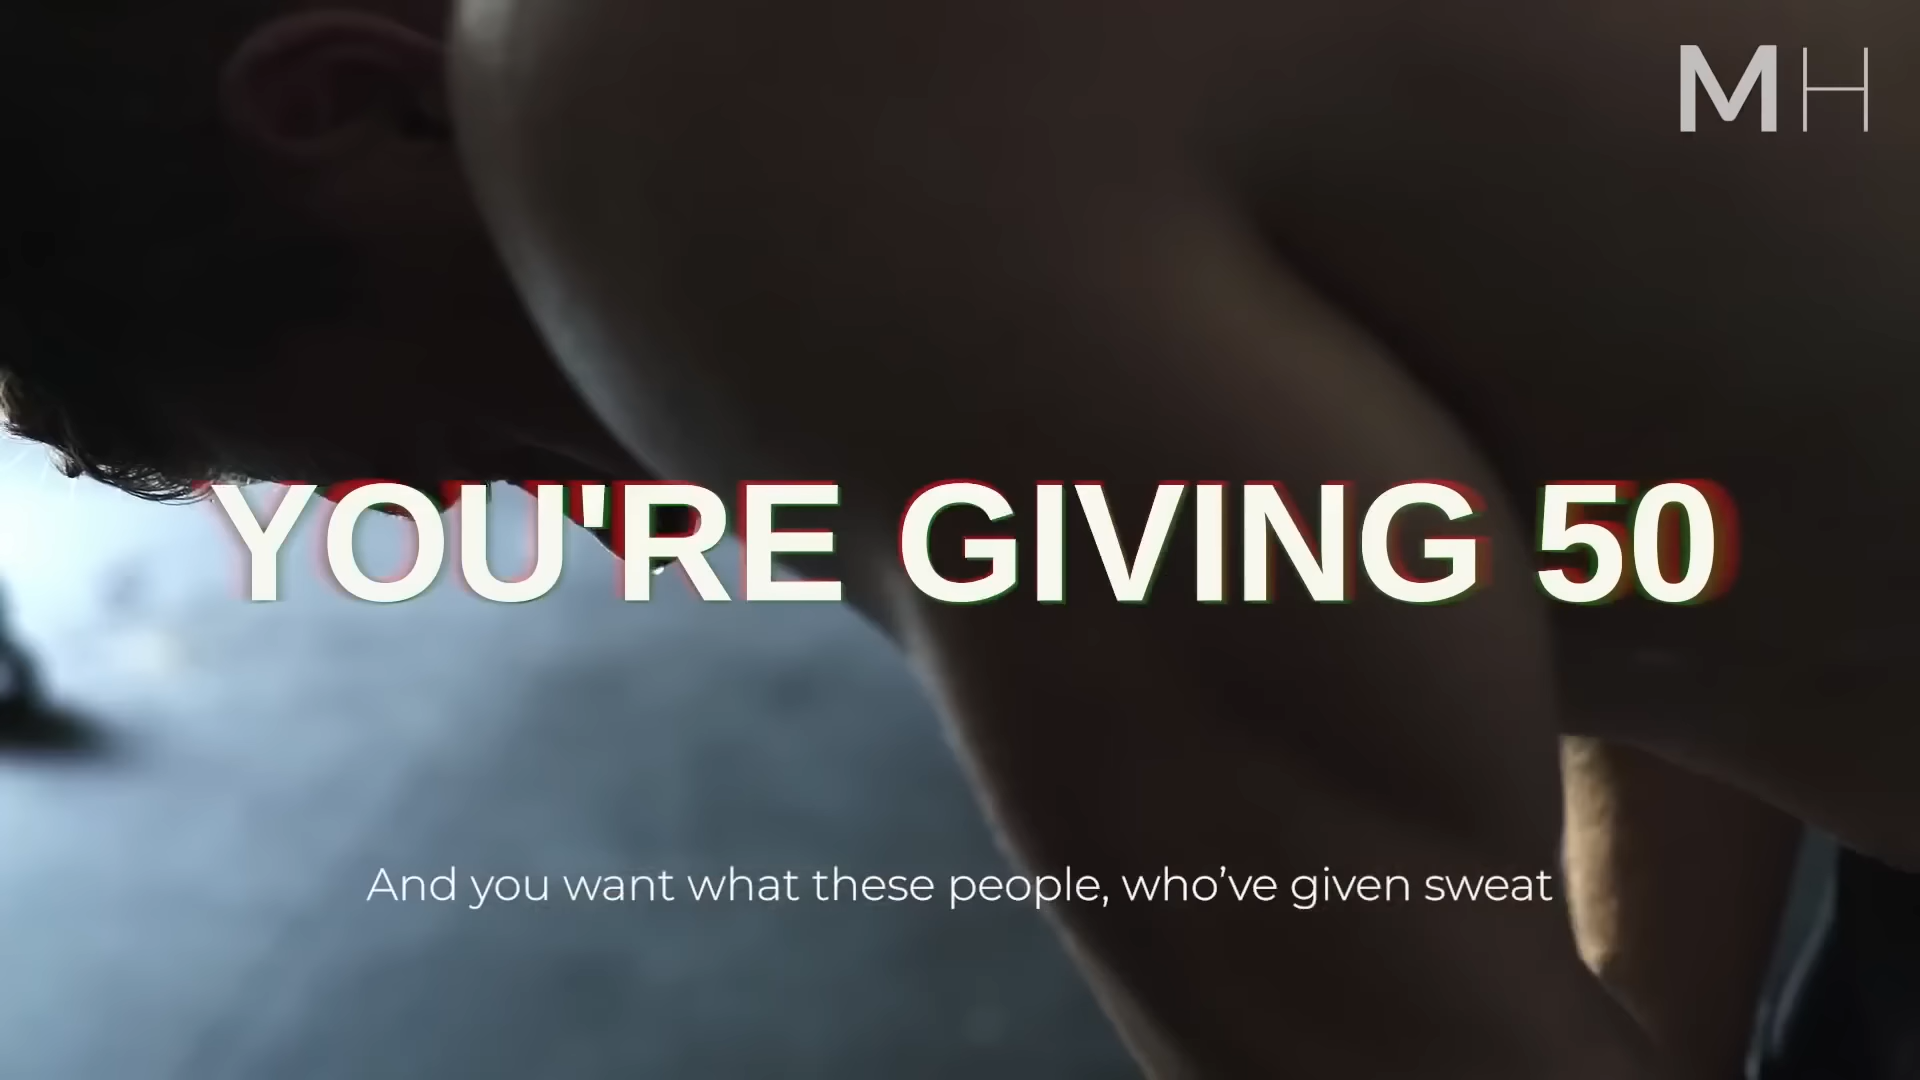 MH
YOU'RE GIVING 50
And you want what these people, who’ve given sweat